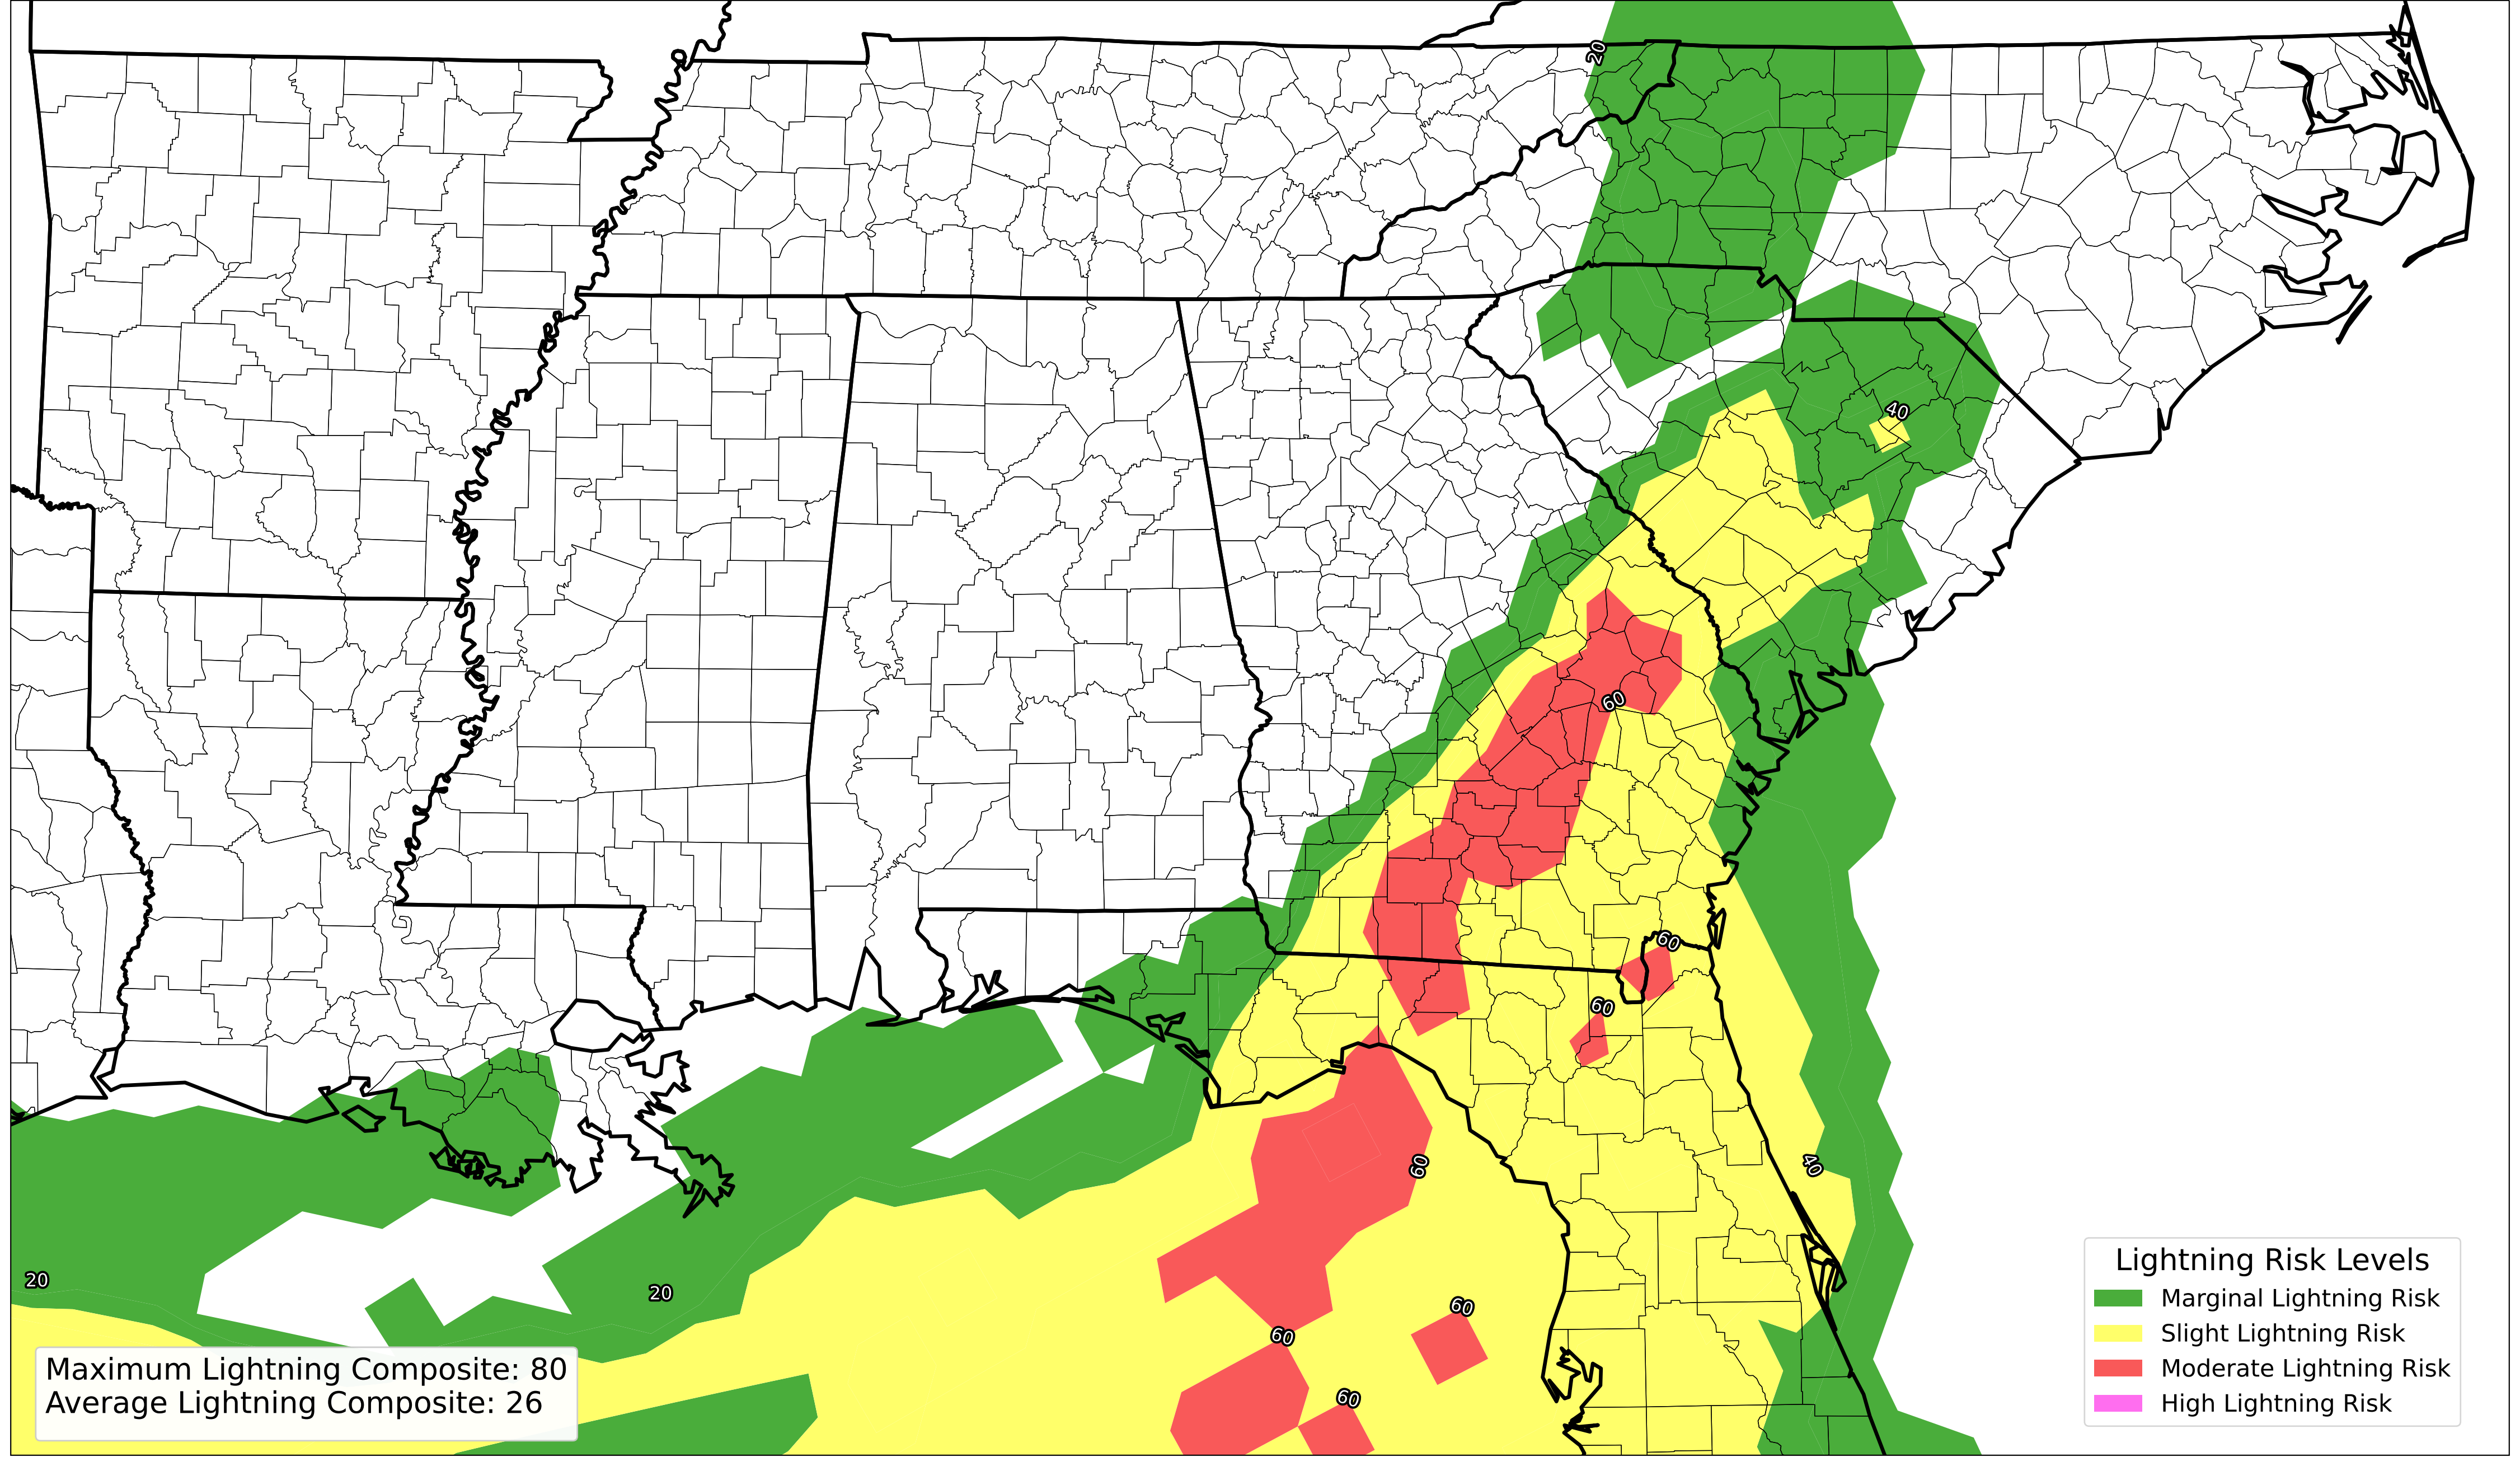 20
40
60
60
60
60
40
20
20
60
60
60
Lightning Risk Levels
Marginal Lightning Risk
Slight Lightning Risk
Moderate Lightning Risk
High Lightning Risk
Maximum Lightning Composite: 80
Average Lightning Composite: 26